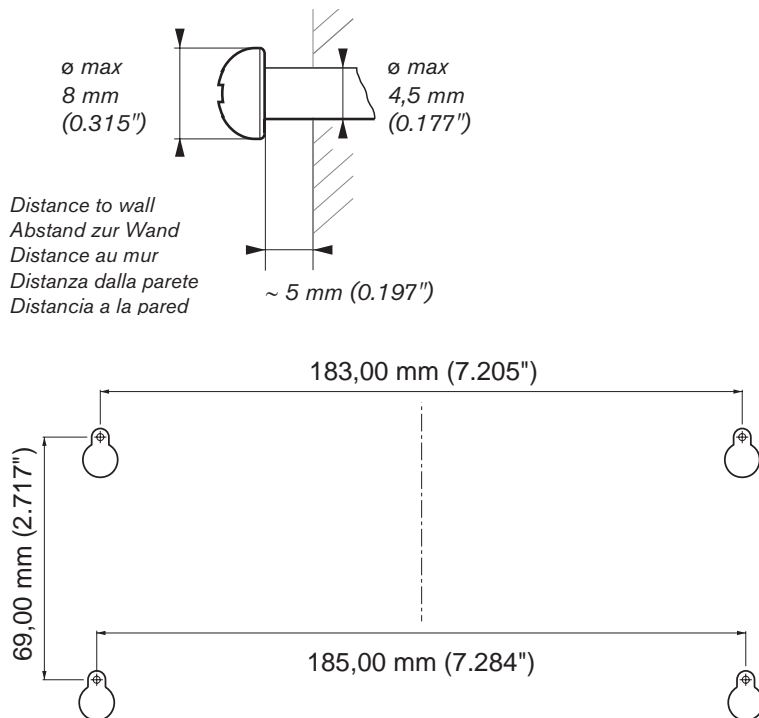 ø max
8 mm
(0.315")
ø max
4,5 mm
(0.177")
Distance to wall
Abstand zur Wand
Distance au mur
Distanza dalla parete
Distancia a la pared
~ 5 mm (0.197")
183,00 mm (7.205")
69,00 mm (2.717")
185,00 mm (7.284")